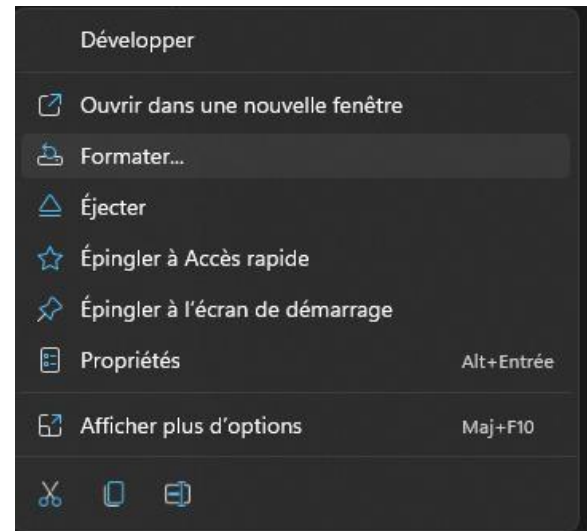 Développer
Ouvrir dans une nouvelle fenêtre
Formater...
Éjecter
Épingler à Accès rapide
Épingler à l'écran de démarrage
Propriétés Alt+Entrée
Afficher plus d'options Maj+F10